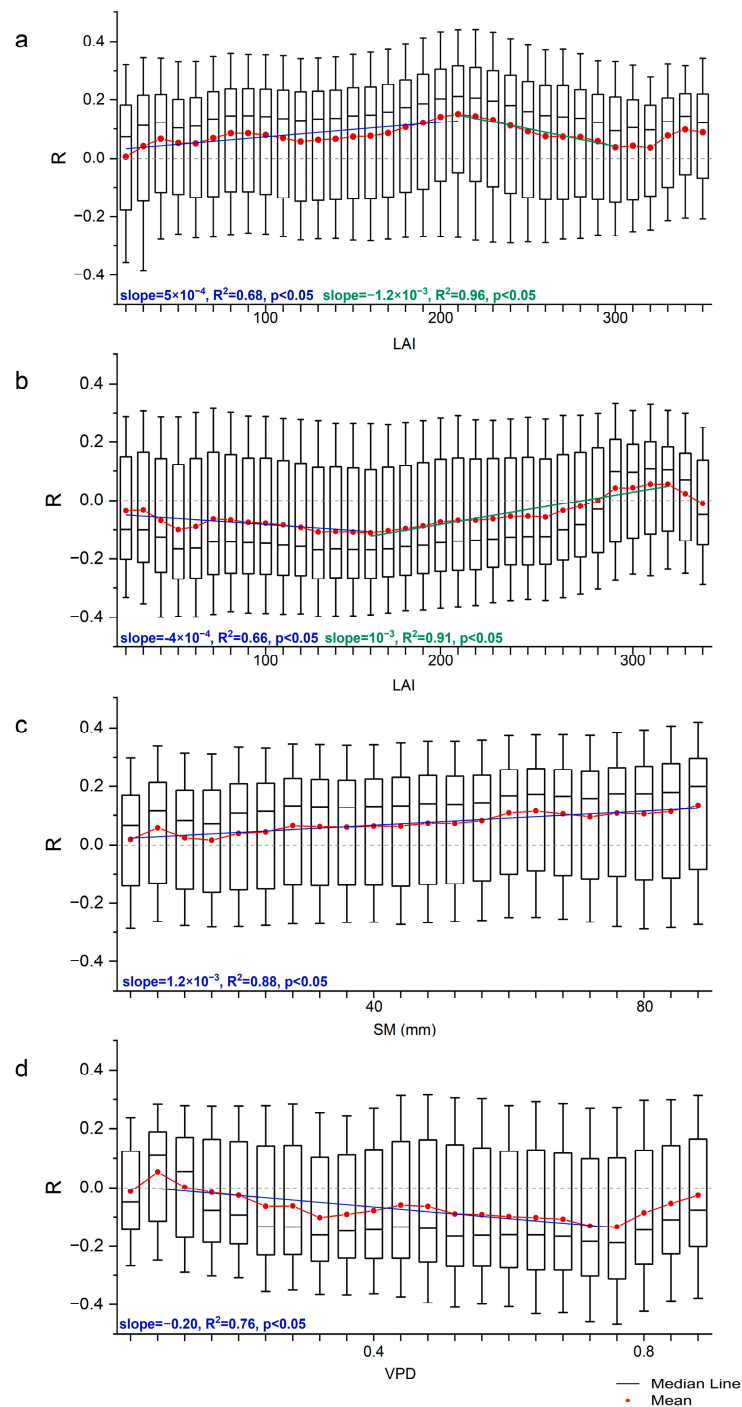 a
0.4
0.2
0.0
−0.2
−0.4
R
slope=5×10⁻⁴, R²=0.68, p<0.05 slope=−1.2×10⁻³, R²=0.96, p<0.05
100 200 300
LAI
b
0.4
0.2
0.0
−0.2
−0.4
R
slope=-4×10⁻⁴, R²=0.66, p<0.05 slope=10⁻³, R²=0.91, p<0.05
100 200 300
LAI
c
0.4
0.2
0.0
−0.2
−0.4
R
slope=1.2×10⁻³, R²=0.88, p<0.05
40 80
SM (mm)
d
0.4
0.2
0.0
−0.2
−0.4
R
slope=−0.20, R²=0.76, p<0.05
0.4 0.8
VPD
Median Line
Mean